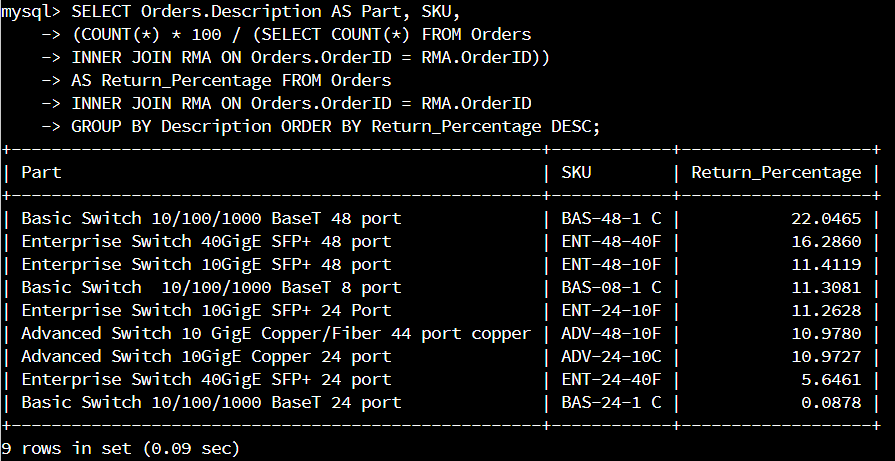 mysql> SELECT Orders.Description AS Part, SKU,
    -> (COUNT(*) * 100 / (SELECT COUNT(*) FROM Orders
    -> INNER JOIN RMA ON Orders.OrderID = RMA.OrderID))
    -> AS Return_Percentage FROM Orders
    -> INNER JOIN RMA ON Orders.OrderID = RMA.OrderID
    -> GROUP BY Description ORDER BY Return_Percentage DESC;
+----------------------------------------------------+------------+-------------------+
| Part                                               | SKU        | Return_Percentage |
+----------------------------------------------------+------------+-------------------+
| Basic Switch 10/100/1000 BaseT 48 port             | BAS-48-1 C |           22.0465 |
| Enterprise Switch 40GigE SFP+ 48 port              | ENT-48-40F |           16.2860 |
| Enterprise Switch 10GigE SFP+ 48 port              | ENT-48-10F |           11.4119 |
| Basic Switch  10/100/1000 BaseT 8 port             | BAS-08-1 C |           11.3081 |
| Enterprise Switch 10GigE SFP+ 24 Port              | ENT-24-10F |           11.2628 |
| Advanced Switch 10 GigE Copper/Fiber 44 port copper | ADV-48-10F |           10.9780 |
| Advanced Switch 10GigE Copper 24 port              | ADV-24-10C |           10.9727 |
| Enterprise Switch 40GigE SFP+ 24 port              | ENT-24-40F |            5.6461 |
| Basic Switch 10/100/1000 BaseT 24 port             | BAS-24-1 C |            0.0878 |
+----------------------------------------------------+------------+-------------------+
9 rows in set (0.09 sec)